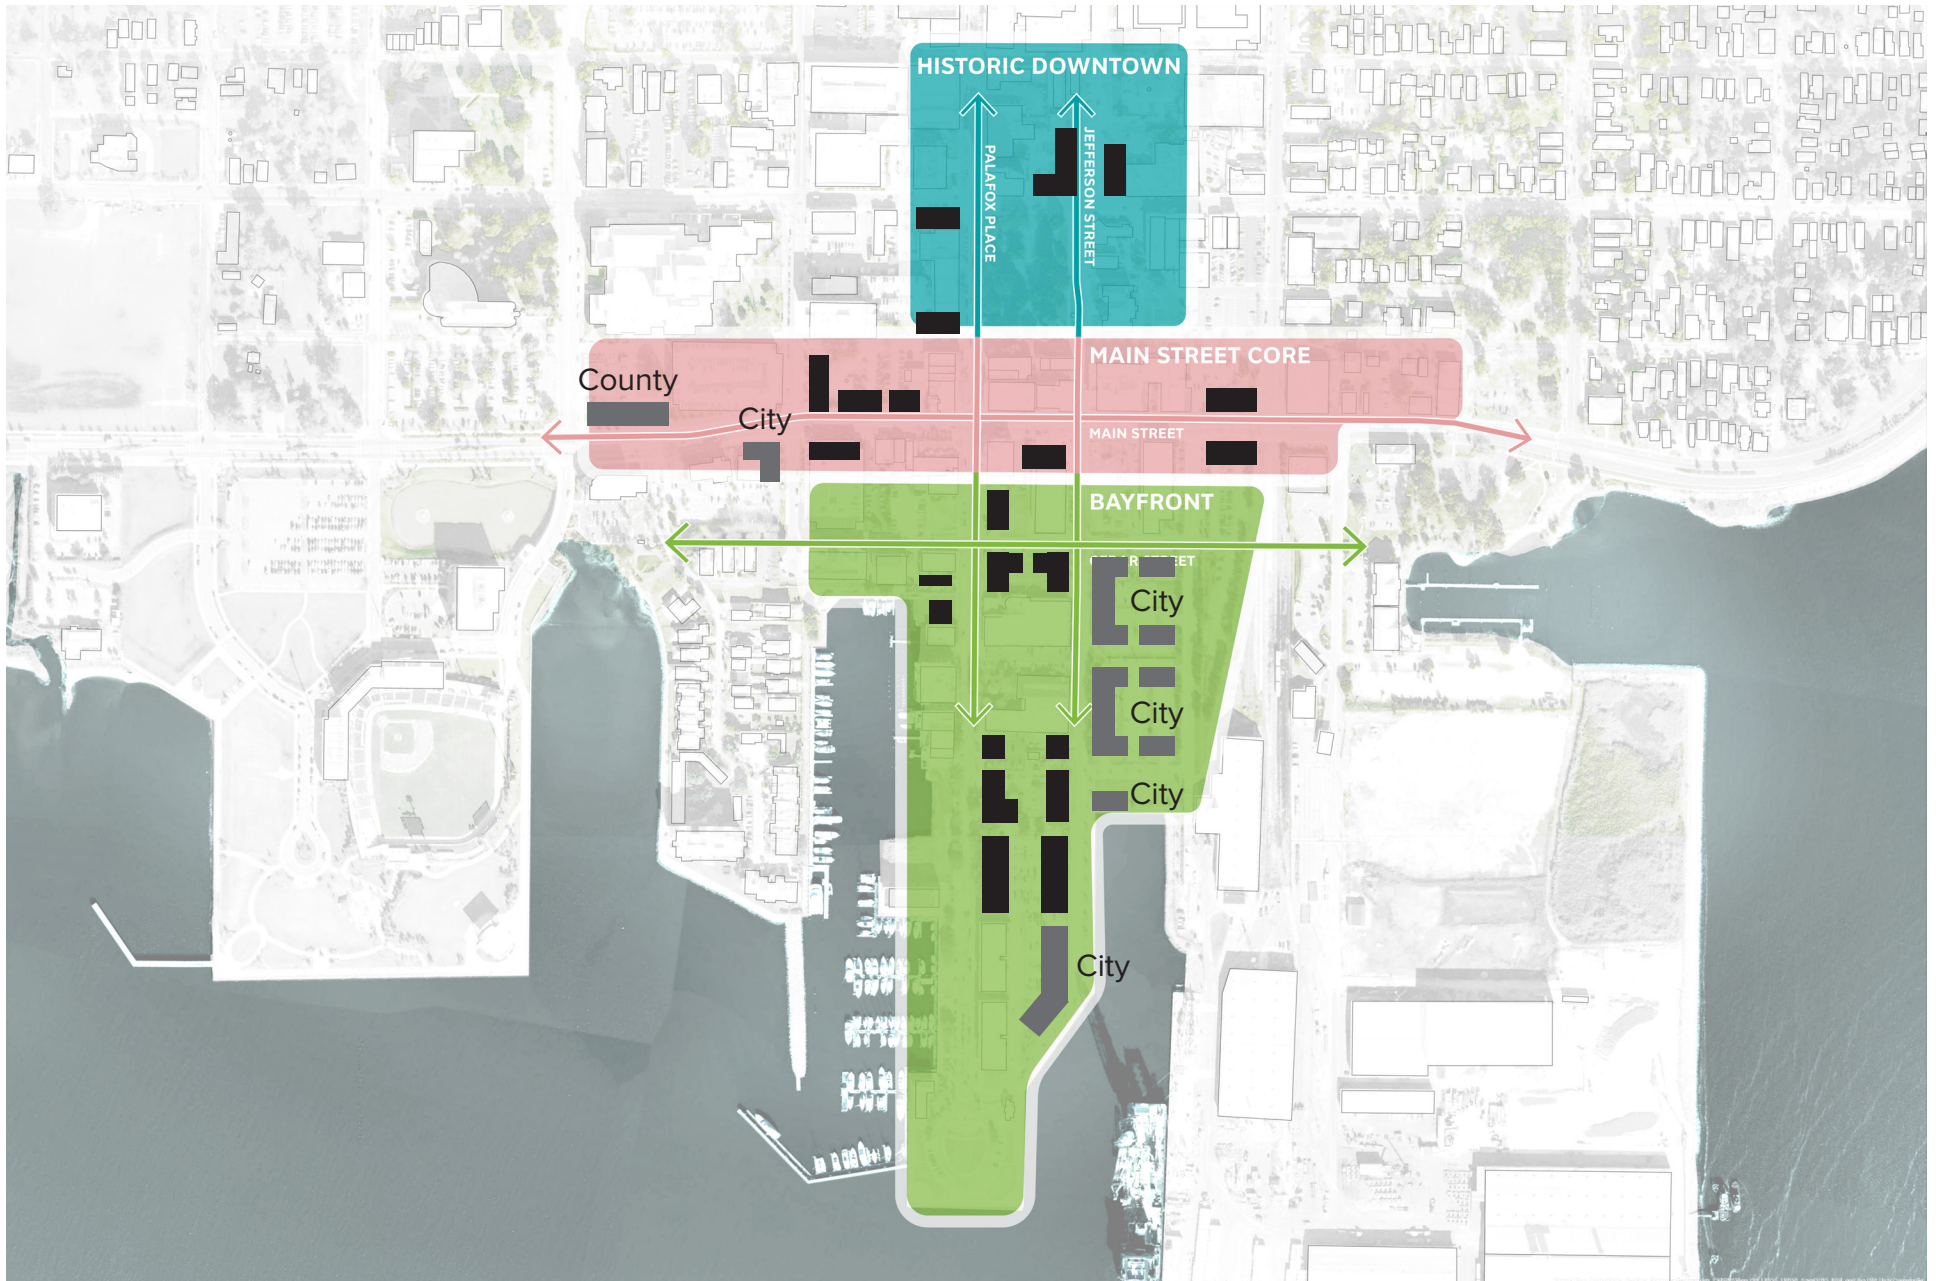 HISTORIC DOWNTOWN
PALAFOX PLACE
JEFFERSON STREET
MAIN STREET CORE
County
City
MAIN STREET
BAYFRONT
City
City
City
City